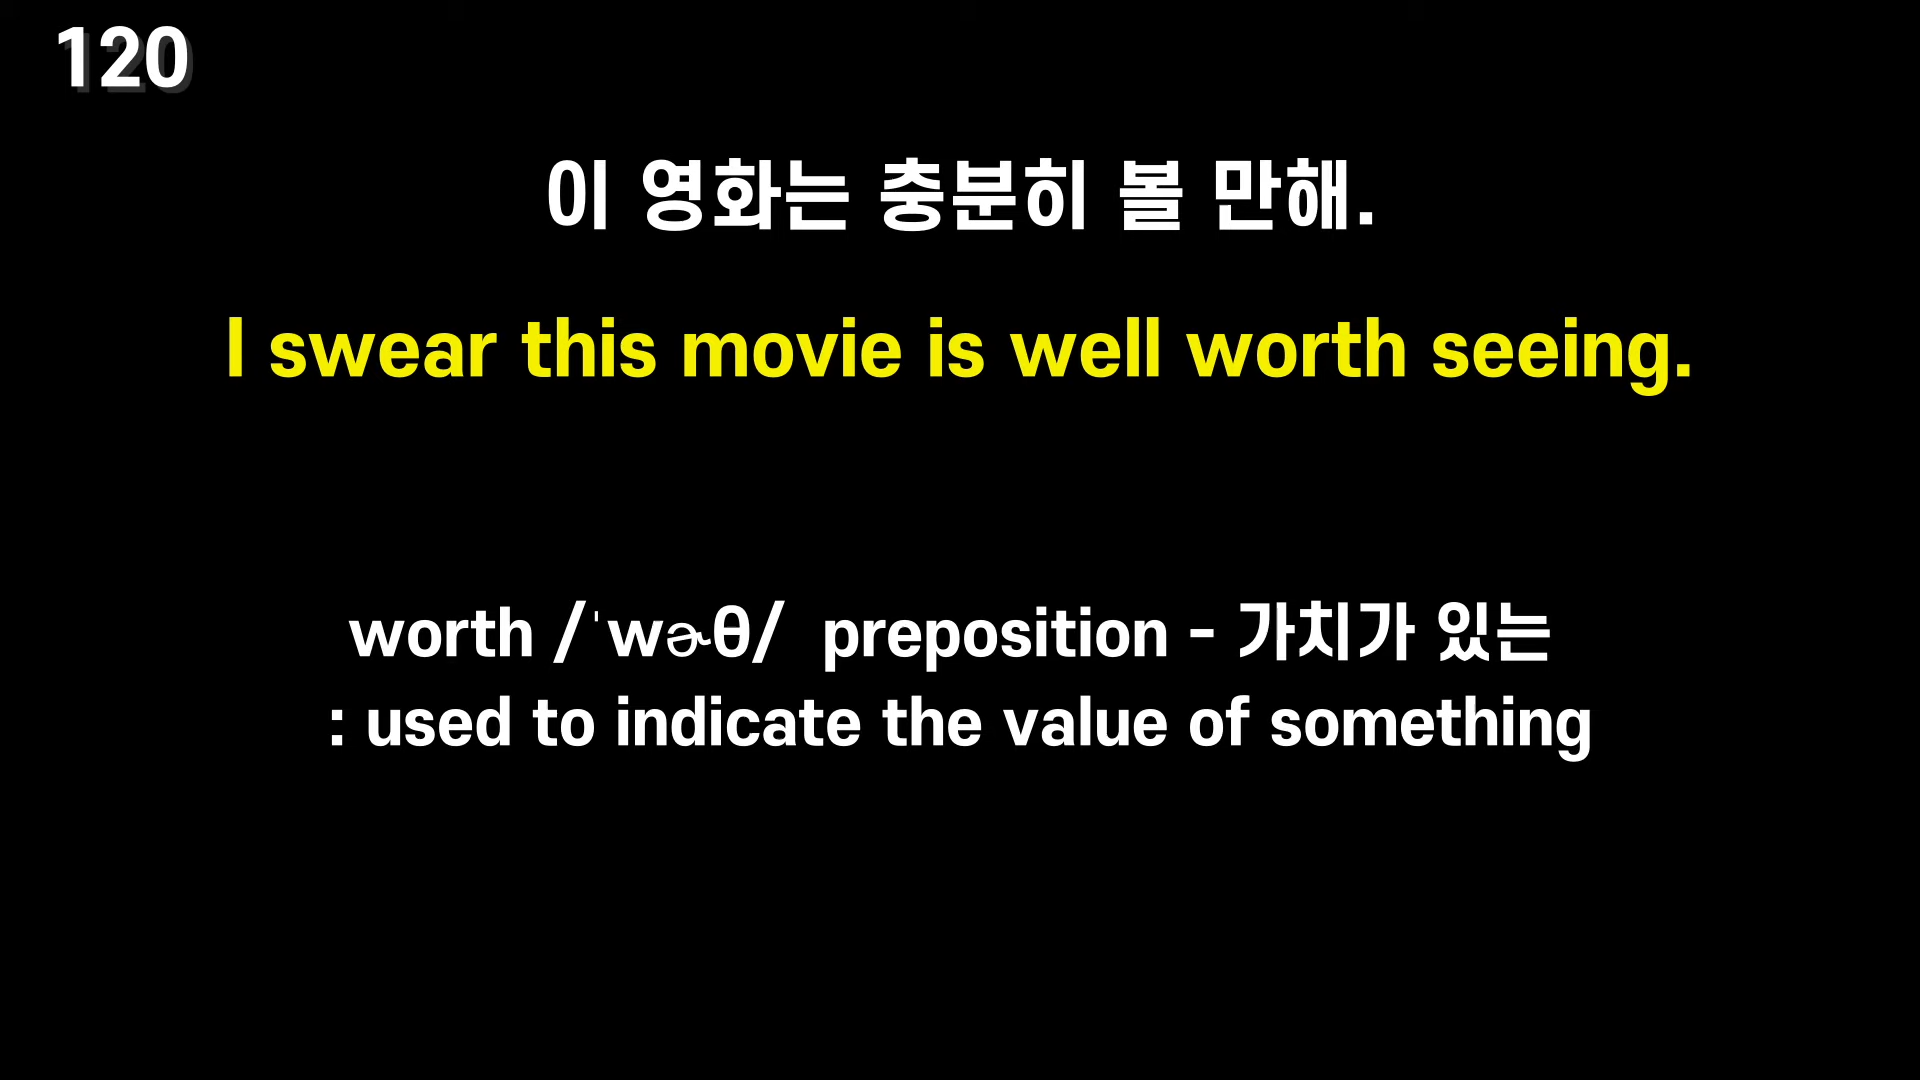 120
이 영화는 충분히 볼 만해.
I swear this movie is well worth seeing.
worth /ˈwɚθ/ preposition - 가치가 있는
: used to indicate the value of something